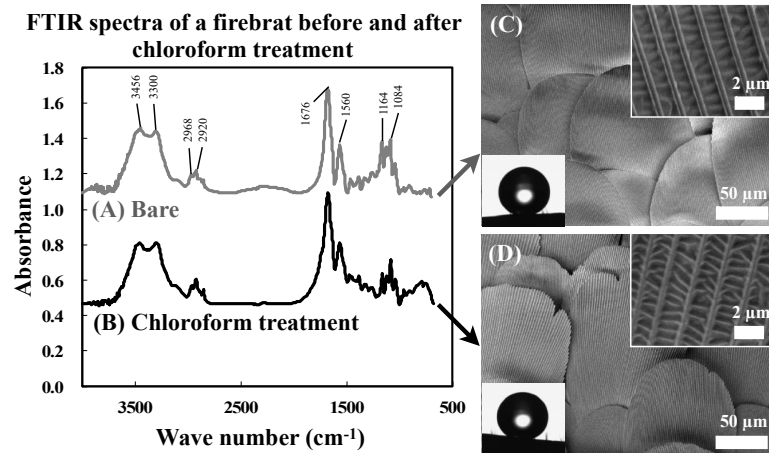 FTIR spectra of a firebrat before and after
chloroform treatment
1.8
1.6
1.4
1.2
1.0
0.8
0.6
0.4
0.2
0.0
Absorbance
3456
3300
2968
2920
1676
1560
1164
1084
(A) Bare
(B) Chloroform treatment
3500
2500
1500
500
Wave number (cm-1)
(C)
2 µm
50 µm
(D)
2 µm
50 µm